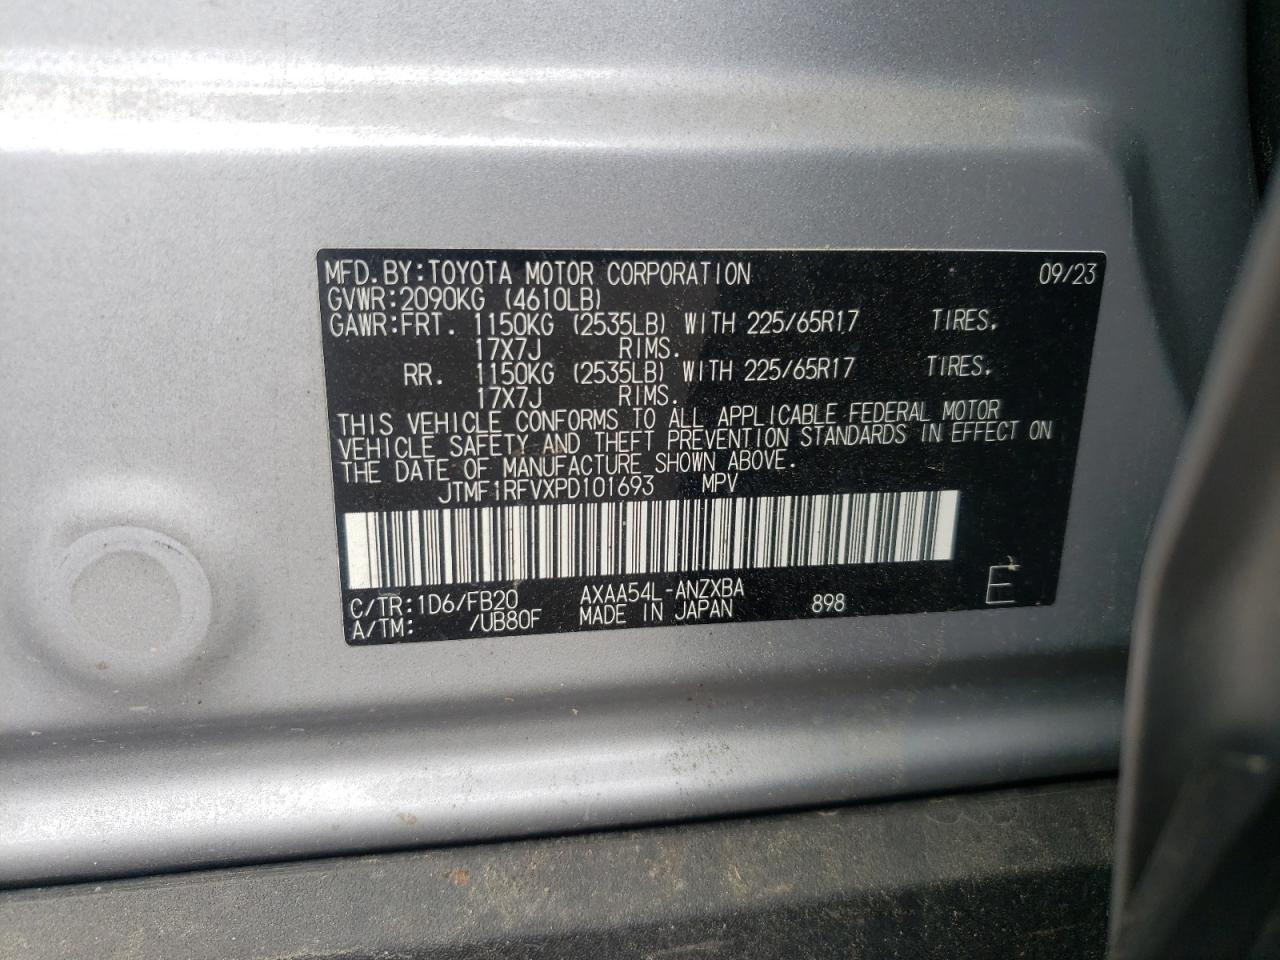 MFD.BY:TOYOTA MOTOR CORPORATION 09/23
GVWR:2090KG (4610LB)
GAWR:FRT. 1150KG (2535LB) WITH 225/65R17 TIRES,
17X7J RIMS.
RR. 1150KG (2535LB) WITH 225/65R17 TIRES,
17X7J RIMS.
THIS VEHICLE CONFORMS TO ALL APPLICABLE FEDERAL MOTOR
VEHICLE SAFETY AND THEFT PREVENTION STANDARDS IN EFFECT ON
THE DATE OF MANUFACTURE SHOWN ABOVE.
JTMF1RFVXPD101693 MPV
C/TR:1D6/FB20 AXAA54L-ANZXBA
A/TM: /UB80F MADE IN JAPAN 898 E